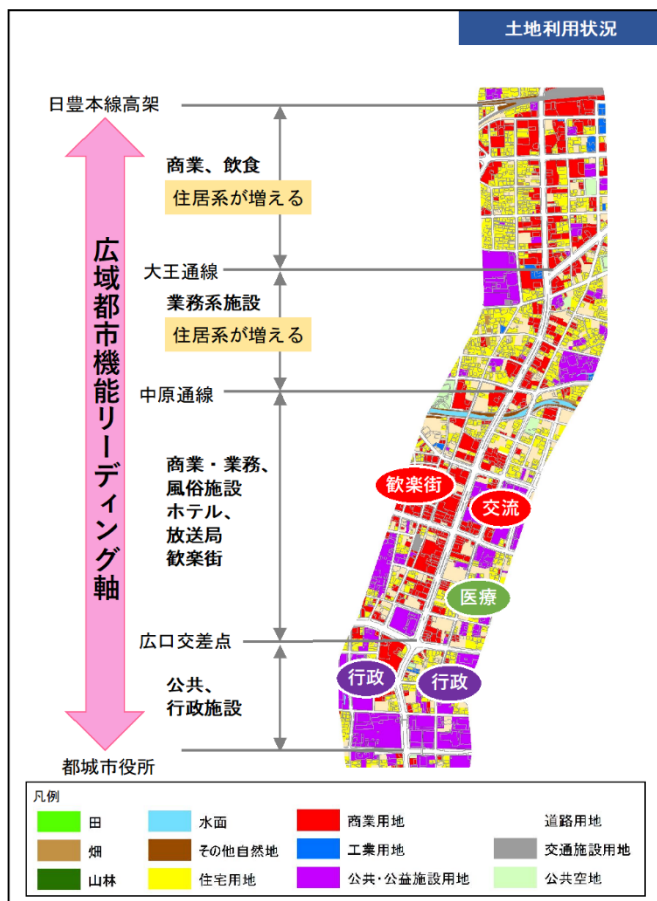 土地利用状況
日豊本線高架
商業、飲食
住居系が増える
大王通線
業務系施設
住居系が増える
中原通線
広域都市機能リーディング軸
商業・業務、
風俗施設
ホテル、
放送局
歓楽街
歓楽街
交流
医療
広口交差点
行政
行政
公共、
行政施設
都城市役所
凡例
田
水面
商業用地
道路用地
畑
その他自然地
工業用地
交通施設用地
山林
住宅用地
公共・公益施設用地
公共空地